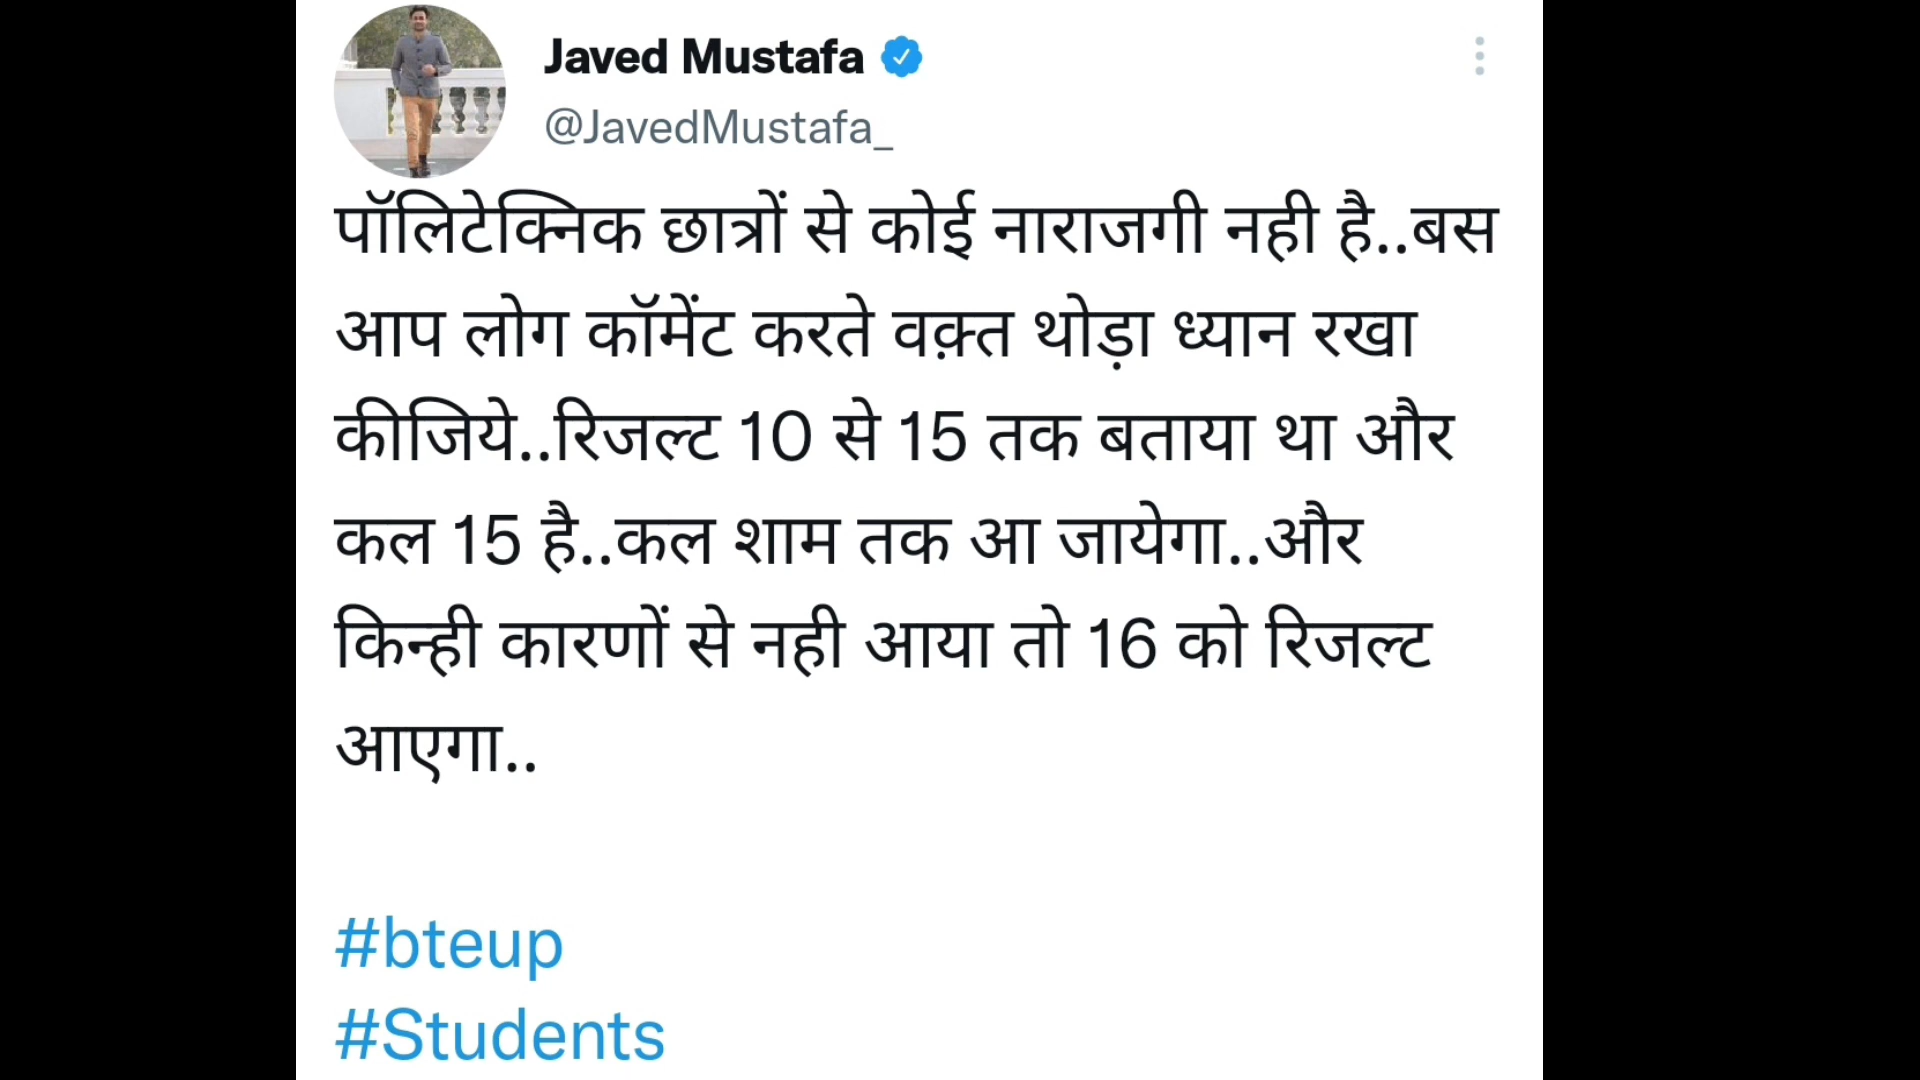 Javed Mustafa
@JavedMustafa_
पॉलिटेक्निक छात्रों से कोई नाराजगी नही है..बस
आप लोग कॉमेंट करते वक़्त थोड़ा ध्यान रखा
कीजिये..रिजल्ट 10 से 15 तक बताया था और
कल 15 है..कल शाम तक आ जायेगा..और
किन्ही कारणों से नही आया तो 16 को रिजल्ट
आएगा..
#bteup
#Students